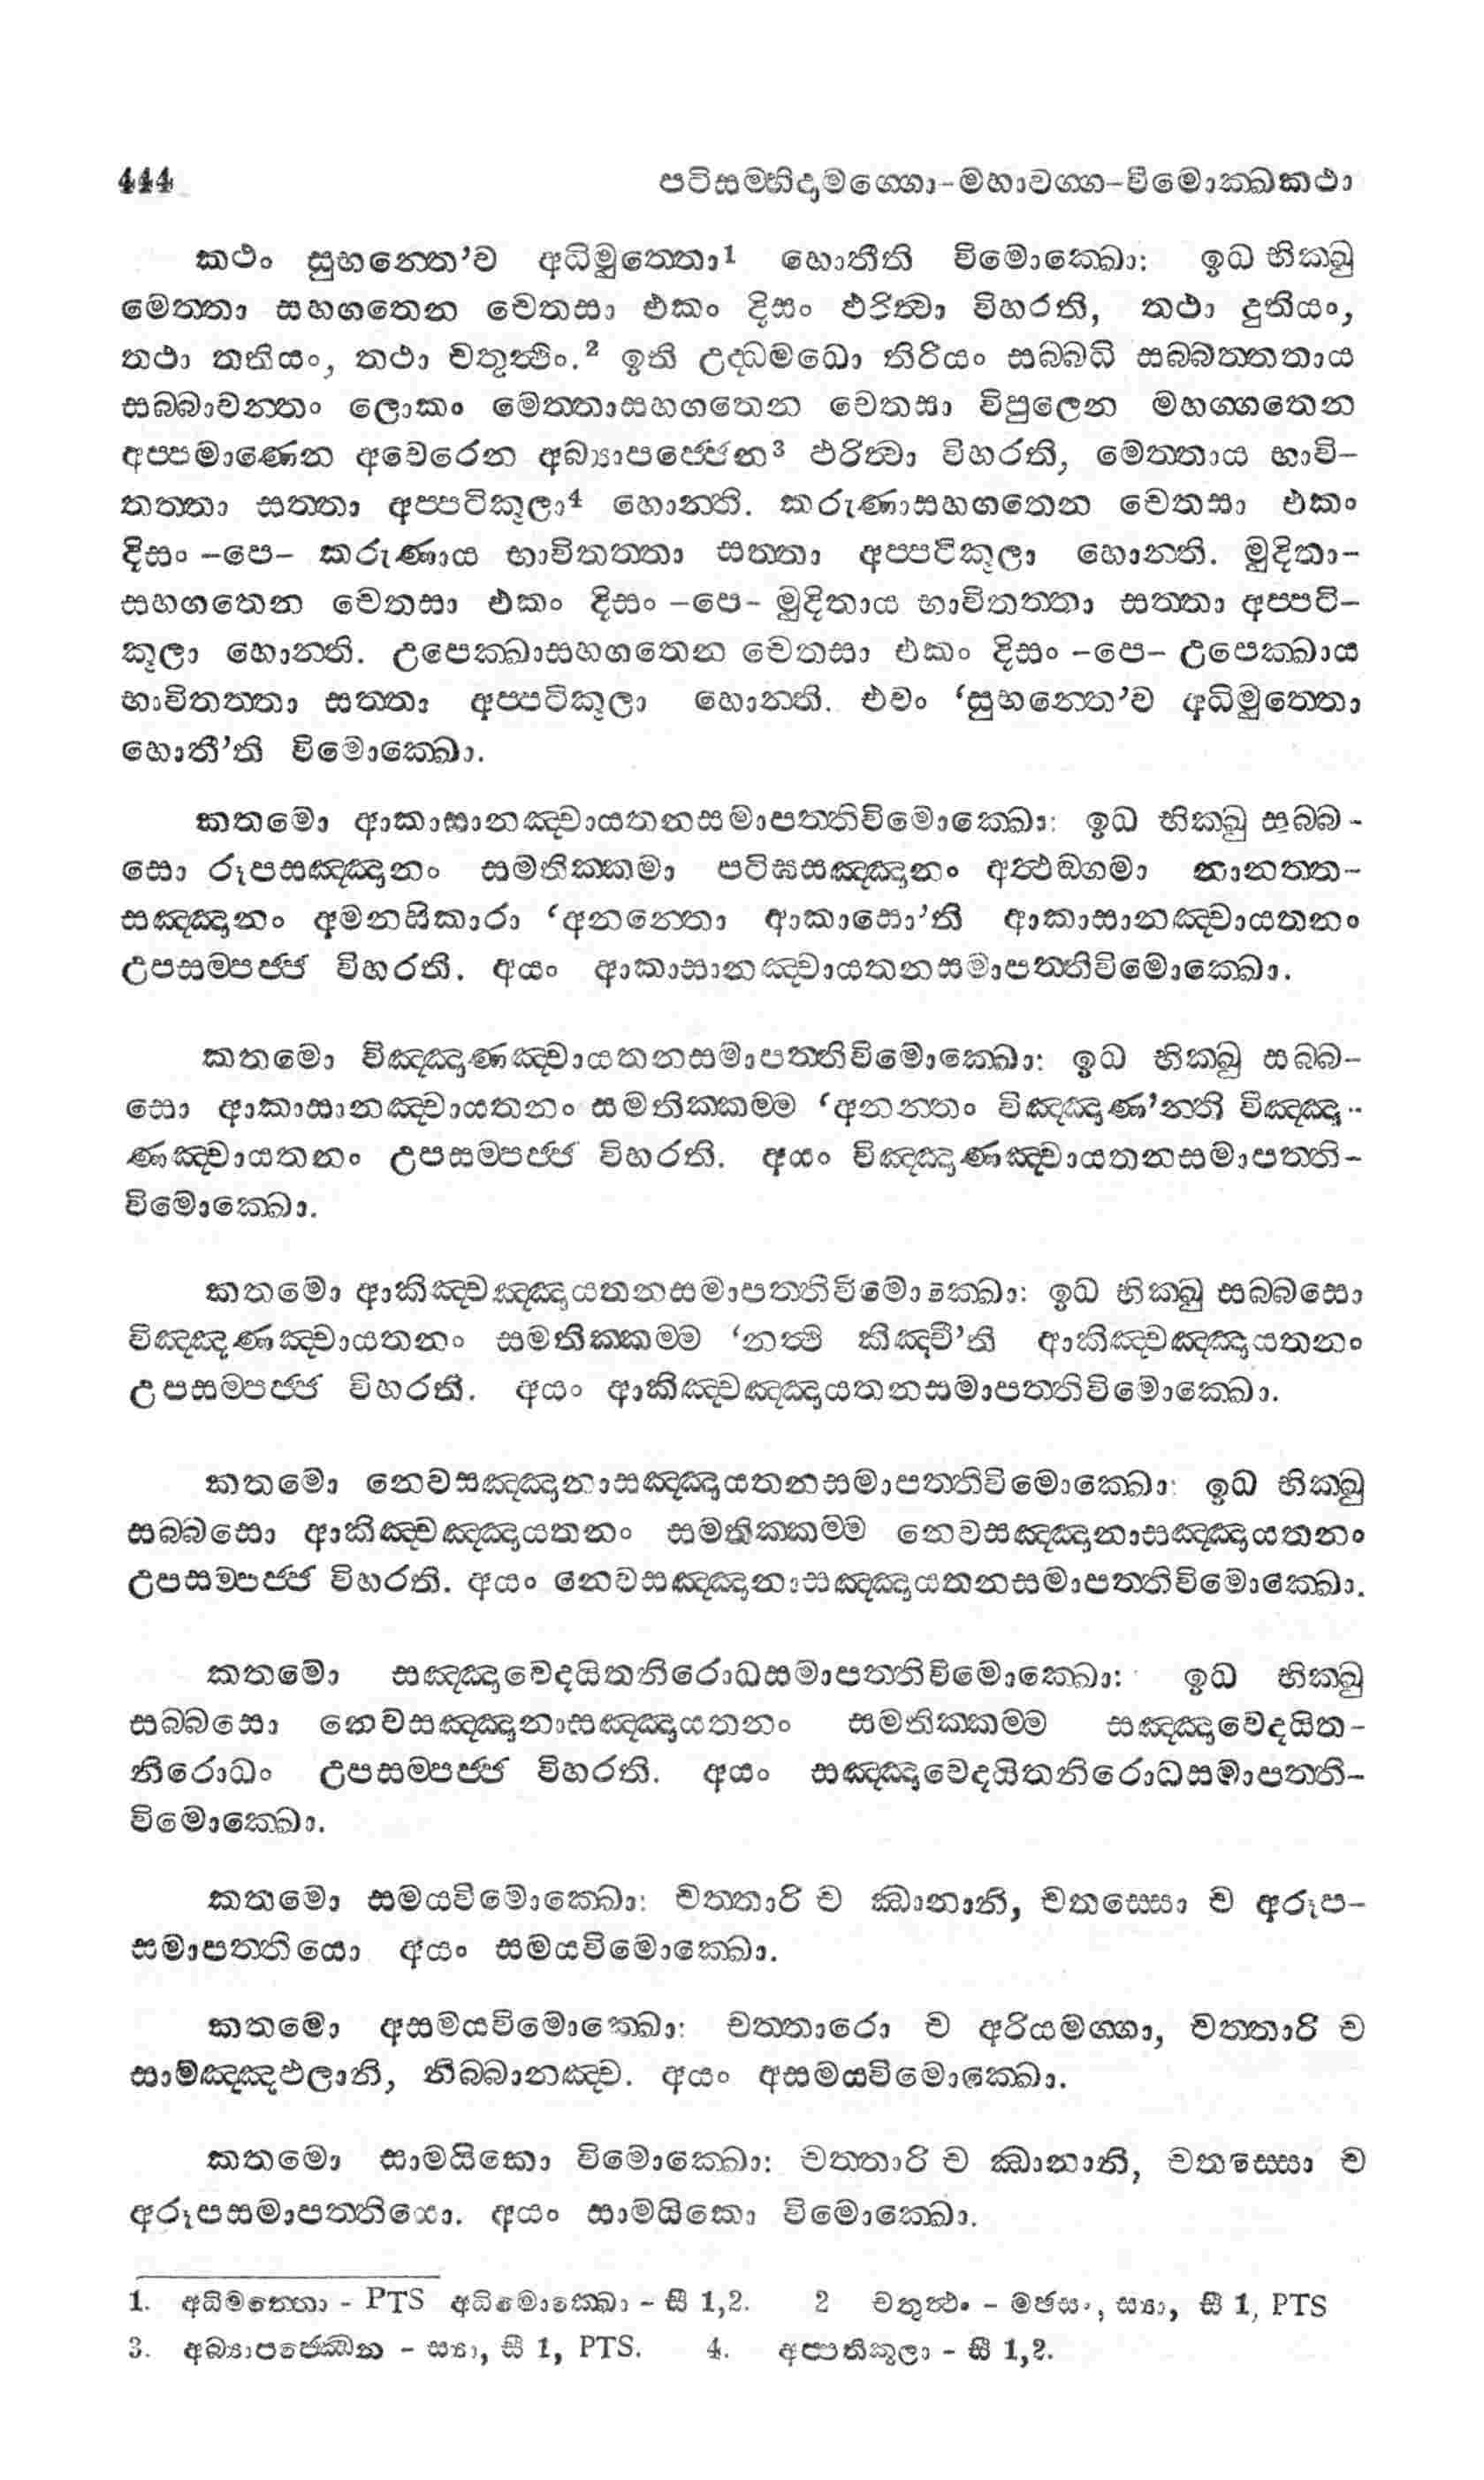 444 පටිසම්භිදාමග්ගො-මහාවග්ග-විමොක්ඛකථා
කථං සුභන්තෙ’ව අධිමුත්තො1 හොතීති විමොක්ඛො: ඉධ භික්ඛු
මෙත්තා සහගතෙන චෙතසා එකං දිසං ඵරිත්වා විහරති, තථා දුතියං,
තථා තතියං, තථා චතුත්ථිං.2 ඉති උද්ධමධො තිරියං සබ්බධි සබ්බත්තතාය
සබ්බාවන්තං ලොකං මෙත්තාසහගතෙන චෙතසා විපුලෙන මහග්ගතෙන
අප්පමාණෙන අවෙරෙන අබ්‍යාපජ්ජෙන3 ඵරිත්වා විහරති, මෙත්තාය භාවි-
තත්තා සත්තා අප්පටිකූලා4 හොන්ති. කරුණාසහගතෙන චෙතසා එකං
දිසං -පෙ- කරුණාය භාවිතත්තා සත්තා අප්පටිකූලා හොන්ති. මුදිතා-
සහගතෙන චෙතසා එකං දිසං -පෙ- මුදිතාය භාවිතත්තා සත්තා අප්පටි-
කූලා හොන්ති. උපෙක්ඛාසහගතෙන චෙතසා එකං දිසං -පෙ- උපෙක්ඛාය
භාවිතත්තා සත්තා අප්පටිකූලා හොන්ති. එවං ‘සුභන්තෙ’ව අධිමුත්තො
හොතී’ති විමොක්ඛො.
කතමො ආකාසානඤ්චායතනසමාපත්තිවිමොක්ඛො: ඉධ භික්ඛු සබ්බ-
සො රූපසඤ්ඤානං සමතික්කමා පටිඝසඤ්ඤානං අත්ථඞ්ගමා නානත්ත-
සඤ්ඤානං අමනසිකාරා ‘අනන්තො ආකාසො’ති ආකාසානඤ්චායතනං
උපසම්පජ්ජ විහරති. අයං ආකාසානඤ්චායතනසමාපත්තිවිමොක්ඛො.
කතමො විඤ්ඤාණඤ්චායතනසමාපත්තිවිමොක්ඛො: ඉධ භික්ඛු සබ්බ-
සො ආකාසානඤ්චායතනං සමතික්කම්ම ‘අනන්තං විඤ්ඤාණ’න්ති විඤ්ඤා-
ණඤ්චායතනං උපසම්පජ්ජ විහරති. අයං විඤ්ඤාණඤ්චායතනසමාපත්ති-
විමොක්ඛො.
කතමො ආකිඤ්චඤ්ඤායතනසමාපත්තිවිමොක්ඛො: ඉධ භික්ඛු සබ්බසො
විඤ්ඤාණඤ්චායතනං සමතික්කම්ම ‘නත්ථි කිඤ්චී’ති ආකිඤ්චඤ්ඤායතනං
උපසම්පජ්ජ විහරති. අයං ආකිඤ්චඤ්ඤායතනසමාපත්තිවිමොක්ඛො.
කතමො නෙවසඤ්ඤානාසඤ්ඤායතනසමාපත්තිවිමොක්ඛො: ඉධ භික්ඛු
සබ්බසො ආකිඤ්චඤ්ඤායතනං සමතික්කම්ම නෙවසඤ්ඤානාසඤ්ඤායතනං
උපසම්පජ්ජ විහරති. අයං නෙවසඤ්ඤානාසඤ්ඤායතනසමාපත්තිවිමොක්ඛො.
කතමො සඤ්ඤාවෙදයිතනිරොධසමාපත්තිවිමොක්ඛො: ඉධ භික්ඛු
සබ්බසො නෙවසඤ්ඤානාසඤ්ඤායතනං සමතික්කම්ම සඤ්ඤාවෙදයිත-
නිරොධං උපසම්පජ්ජ විහරති. අයං සඤ්ඤාවෙදයිතනිරොධසමාපත්ති-
විමොක්ඛො.
කතමො සමයවිමොක්ඛො: චත්තාරි ච ඣානානි, චතස්සො ච අරූප-
සමාපත්තියො අයං සමයවිමොක්ඛො.
කතමො අසමයවිමොක්ඛො: චත්තාරො ච අරියමග්ගා, චත්තාරි ච
සාමඤ්ඤඵලානි, නිබ්බානඤ්ච. අයං අසමයවිමොක්ඛො.
කතමො සාමයිකො විමොක්ඛො: චත්තාරි ච ඣානානි, චතස්සො ච
අරූපසමාපත්තියො. අයං සාමයිකො විමොක්ඛො.
1. අධිමත්තො - PTS අධිමොක්ඛො - සී 1,2. 2 චතුත්ථං - මඡසං, ස්‍යා, සී 1, PTS
3. අබ්‍යාපජ්ඣෙන - ස්‍යා, සී 1, PTS. 4. අප්පතිකූලා - සී 1,2.